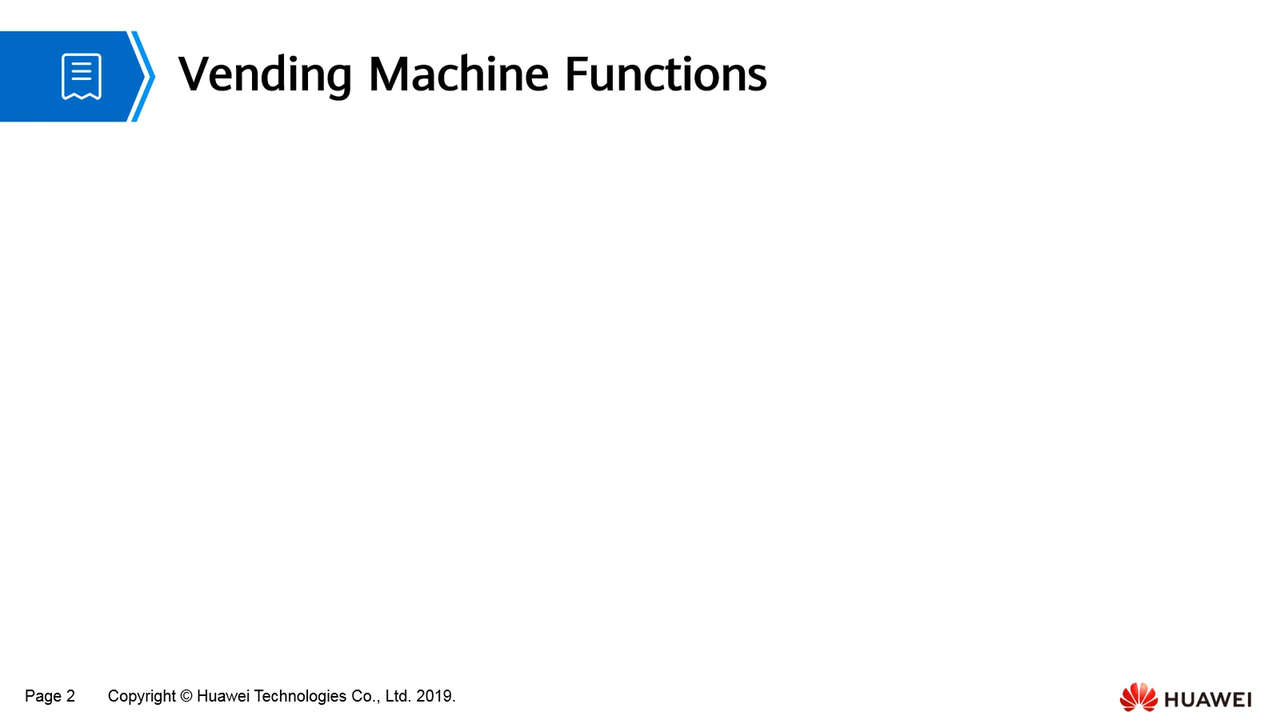 Vending Machine Functions
Page 2 Copyright © Huawei Technologies Co., Ltd. 2019.
HUAWEI